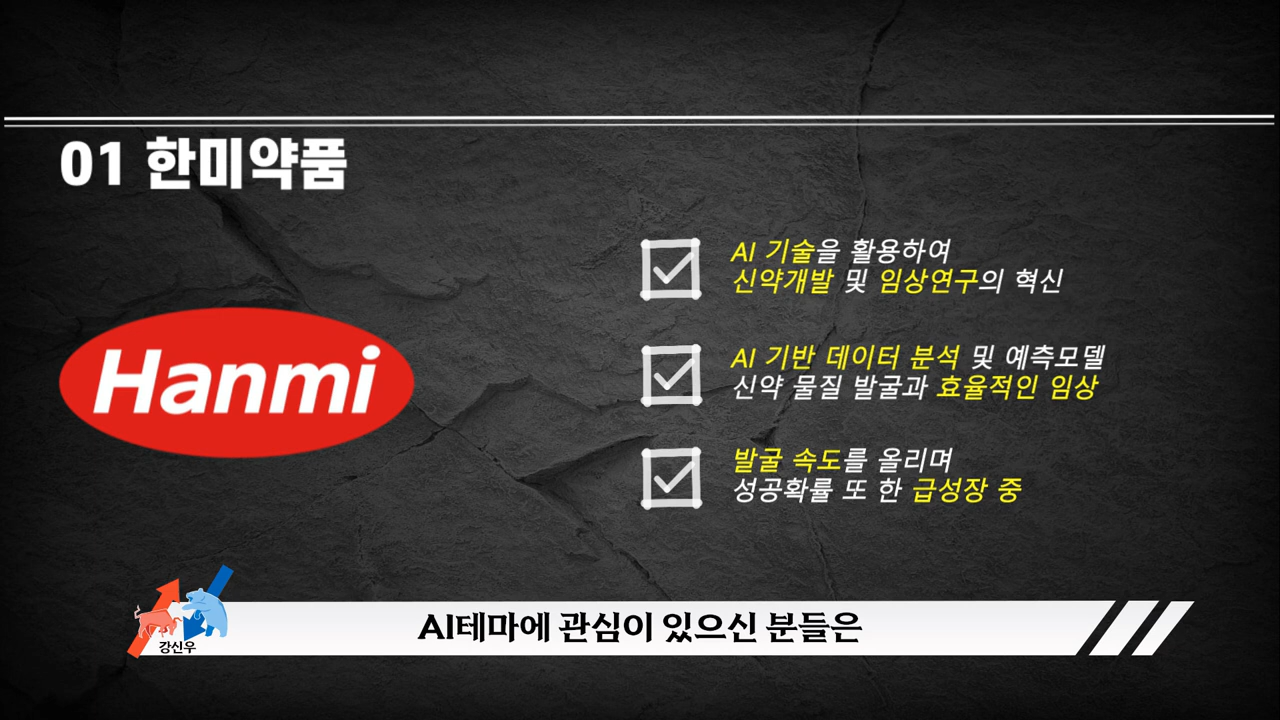 01 한미약품
Hanmi
AI 기술을 활용하여
신약개발 및 임상연구의 혁신
AI 기반 데이터 분석 및 예측모델
신약 물질 발굴과 효율적인 임상
발굴 속도를 올리며
성공확률 또 한 급성장 중
강신우
AI테마에 관심이 있으신 분들은